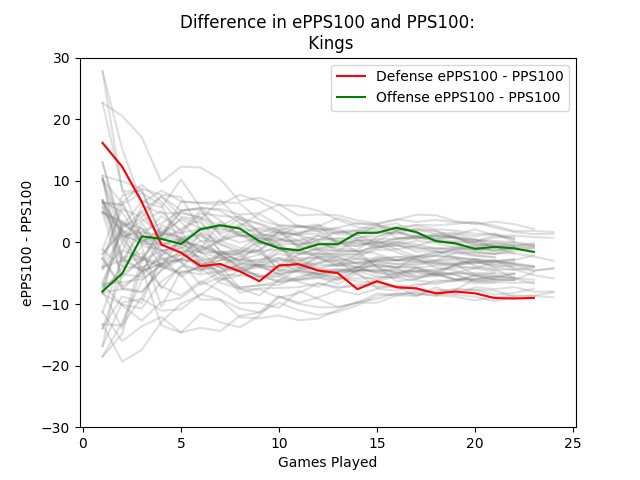 Difference in ePPS100 and PPS100:
Kings
Defense ePPS100 - PPS100
Offense ePPS100 - PPS100
ePPS100 - PPS100
30
20
10
0
−10
−20
−30
0
5
10
15
20
25
Games Played